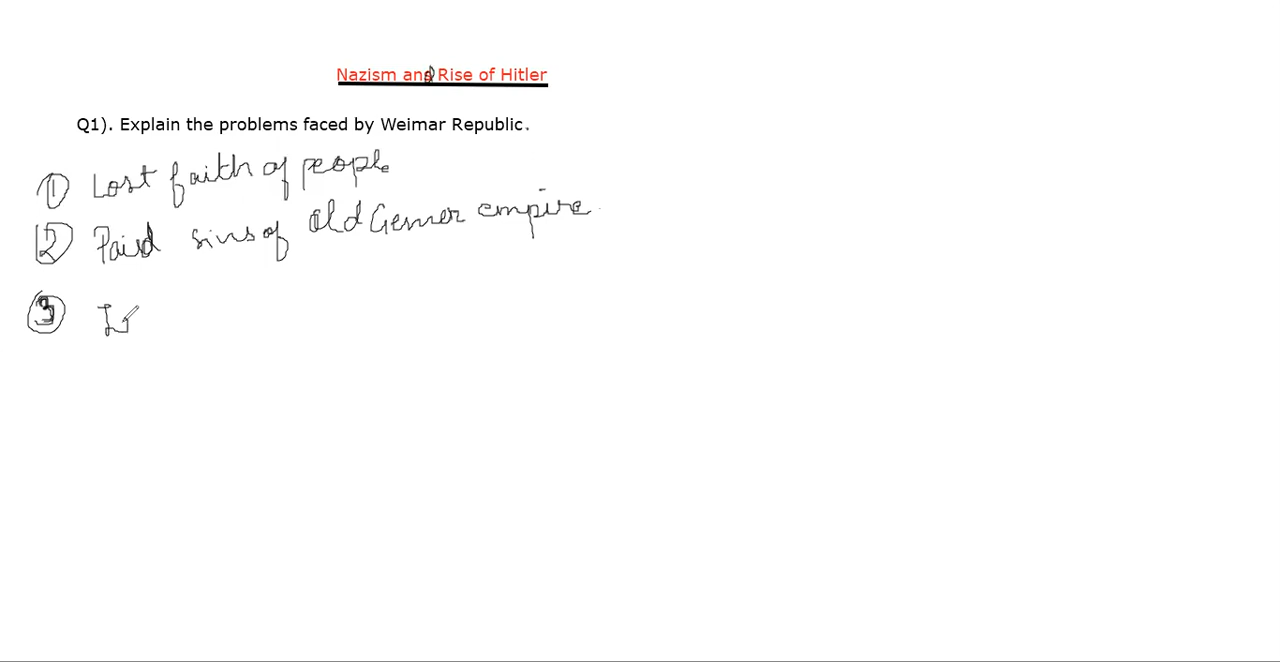 Nazism and Rise of Hitler
Q1). Explain the problems faced by Weimar Republic.
① Lost faith of people
② Paid sins of old Germer empire.
③